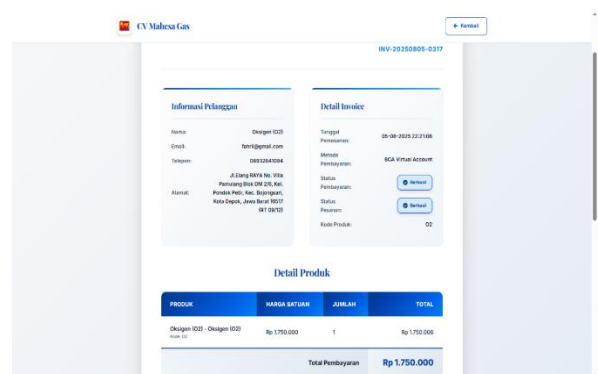 CV Mahesa Gas
← Kembali
INV-20250805-0317
Informasi Pelanggan
Nama: Oksigen (O2)
Email: fahri@gmail.com
Telepon: 08932641094
Alamat: Jl.Elang RAYA No. Villa
Pamulang Blok DM 2/6, Kel.
Pondok Petir, Kec. Bojongsari,
Kota Depok, Jawa Barat 16517
(RT 09/12)
Detail Invoice
Tanggal
Pemesanan: 05-08-2025 22:21:06
Metode
Pembayaran: BCA Virtual Account
Status
Pembayaran: Berhasil
Status
Pesanan: Berhasil
Kode Produk: O2
Detail Produk
PRODUK HARGA SATUAN JUMLAH TOTAL
Oksigen (O2) - Oksigen (O2) Rp 1.750.000 1 Rp 1.750.000
Kode: O2
Total Pembayaran Rp 1.750.000